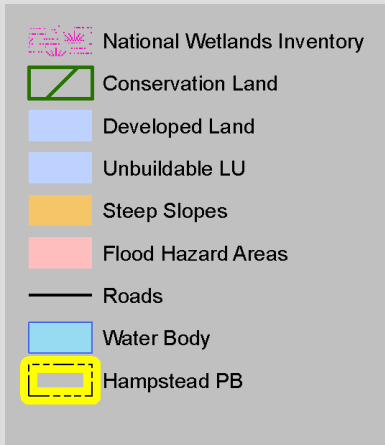 National Wetlands Inventory
Conservation Land
Developed Land
Unbuildable LU
Steep Slopes
Flood Hazard Areas
Roads
Water Body
Hampstead PB